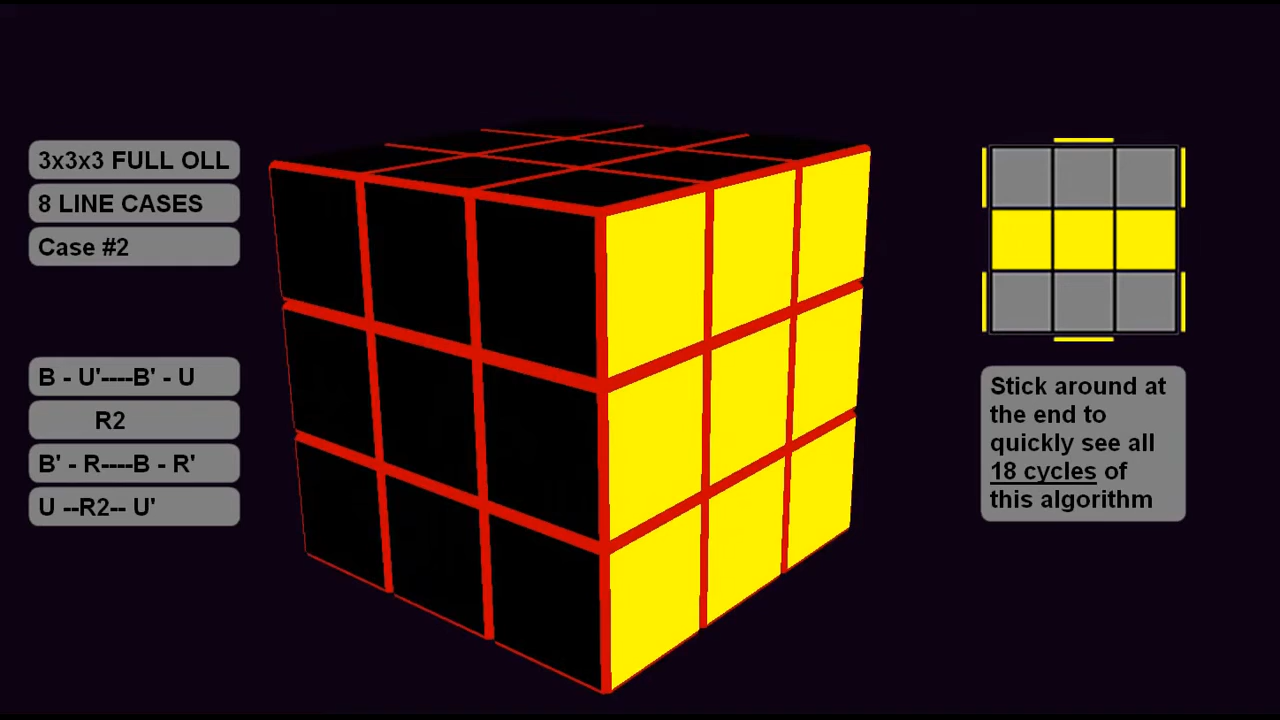 3x3x3 FULL OLL
8 LINE CASES
Case #2
B - U'----B' - U
R2
B' - R----B - R'
U --R2-- U'
Stick around at
the end to
quickly see all
18 cycles of
this algorithm